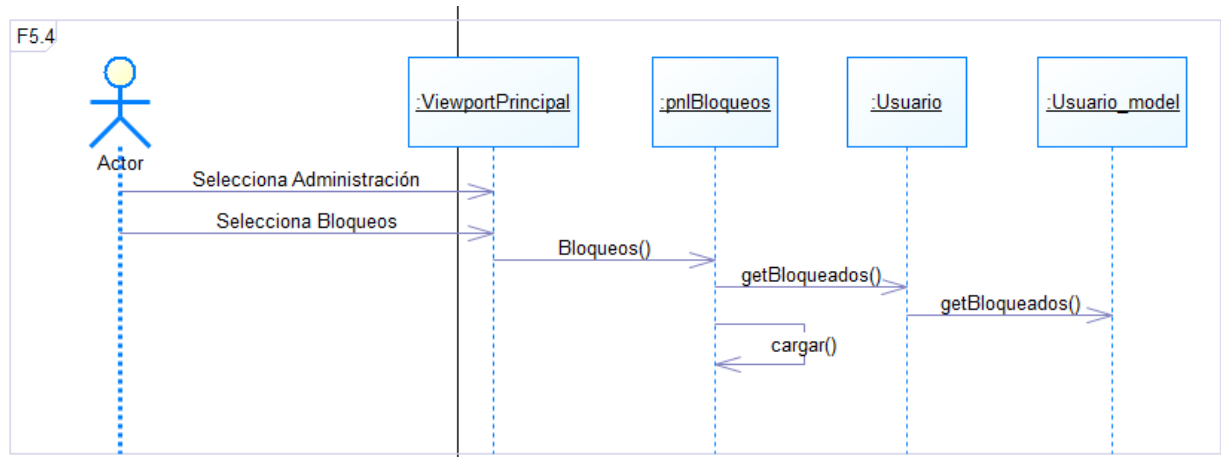 F5.4
:ViewportPrincipal
:pnlBloqueos
:Usuario
:Usuario_model
Actor
Selecciona Administración
Selecciona Bloqueos
Bloqueos()
getBloqueados()
getBloqueados()
cargar()